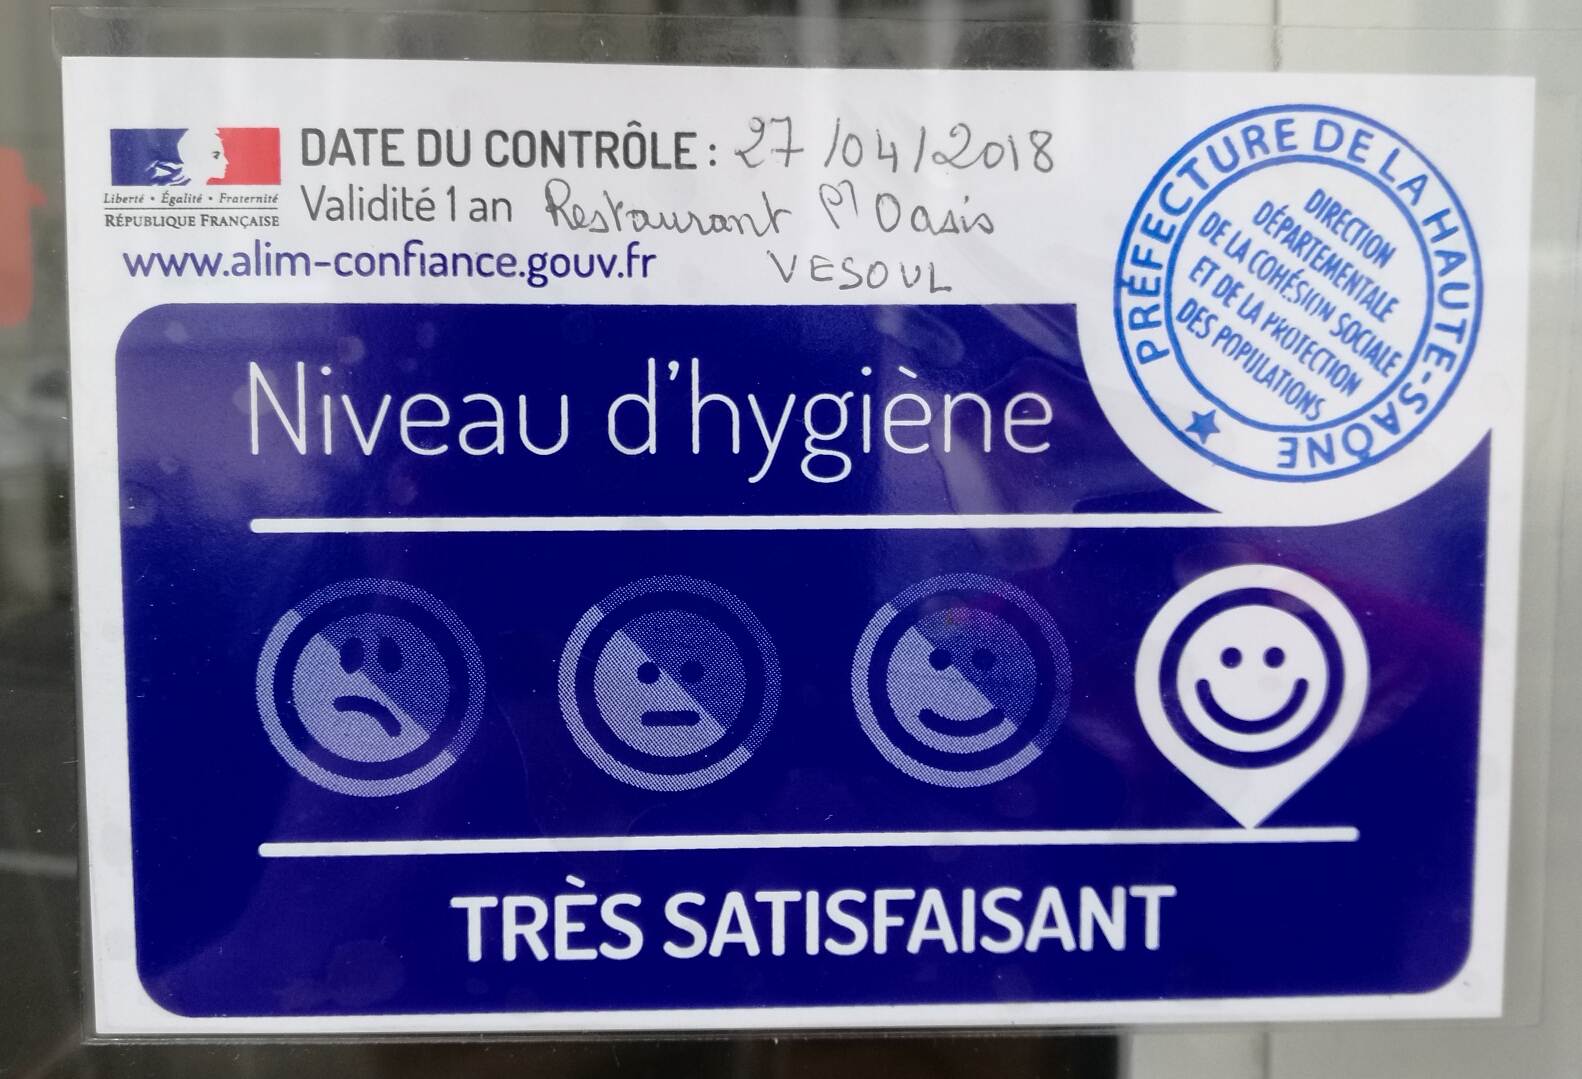 Liberté • Égalité • Fraternité
RÉPUBLIQUE FRANÇAISE
DATE DU CONTRÔLE : 27/04/2018
Validité 1 an Restaurant l'Oasis
www.alim-confiance.gouv.fr VESOUL
PRÉFECTURE DE LA HAUTE-SAÔNE
DIRECTION
DÉPARTEMENTALE
DE LA COHÉSION SOCIALE
ET DE LA PROTECTION
DES POPULATIONS
Niveau d'hygiène
TRÈS SATISFAISANT